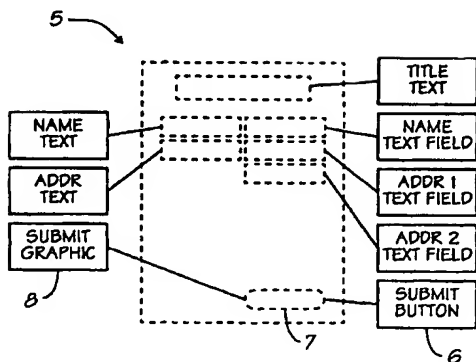 5
TITLE
TEXT
NAME
TEXT
NAME
TEXT FIELD
ADDR
TEXT
ADDR 1
TEXT FIELD
SUBMIT
GRAPHIC
ADDR 2
TEXT FIELD
8
7
SUBMIT
BUTTON
6